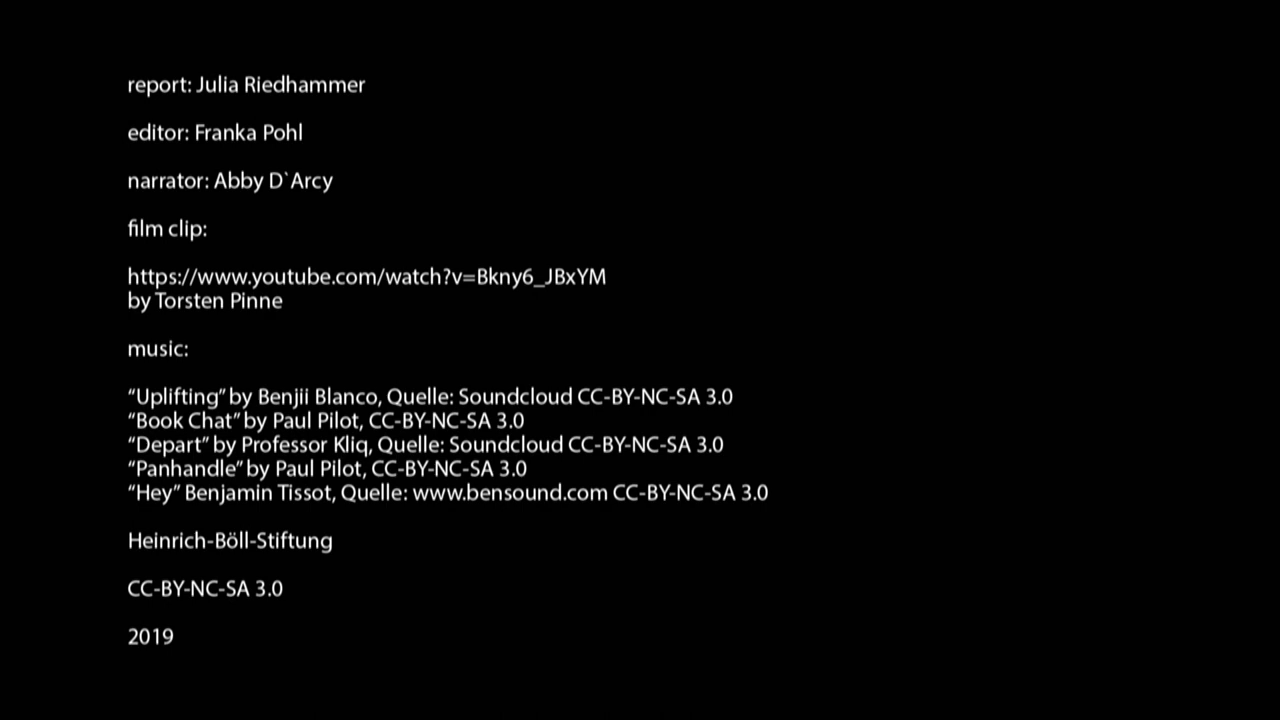 report: Julia Riedhammer
editor: Franka Pohl
narrator: Abby D`Arcy
film clip:
https://www.youtube.com/watch?v=Bkny6_JBxYM
by Torsten Pinne
music:
“Uplifting” by Benjii Blanco, Quelle: Soundcloud CC-BY-NC-SA 3.0
“Book Chat” by Paul Pilot, CC-BY-NC-SA 3.0
“Depart” by Professor Kliq, Quelle: Soundcloud CC-BY-NC-SA 3.0
“Panhandle” by Paul Pilot, CC-BY-NC-SA 3.0
“Hey” Benjamin Tissot, Quelle: www.bensound.com CC-BY-NC-SA 3.0
Heinrich-Böll-Stiftung
CC-BY-NC-SA 3.0
2019